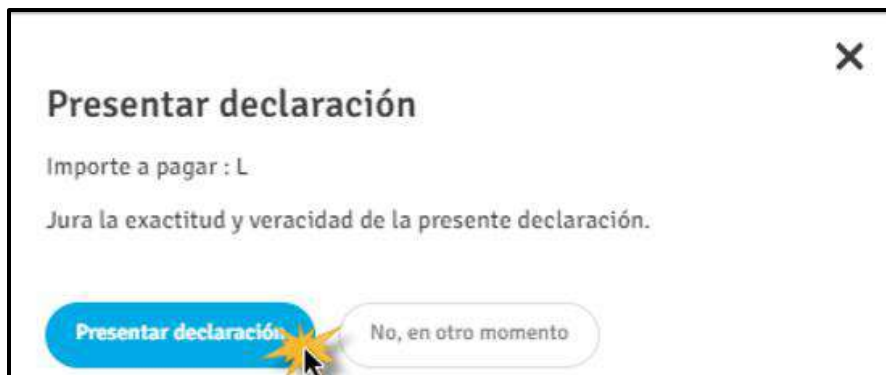 Presentar declaración
Importe a pagar : L
Jura la exactitud y veracidad de la presente declaración.
Presentar declaración
No, en otro momento